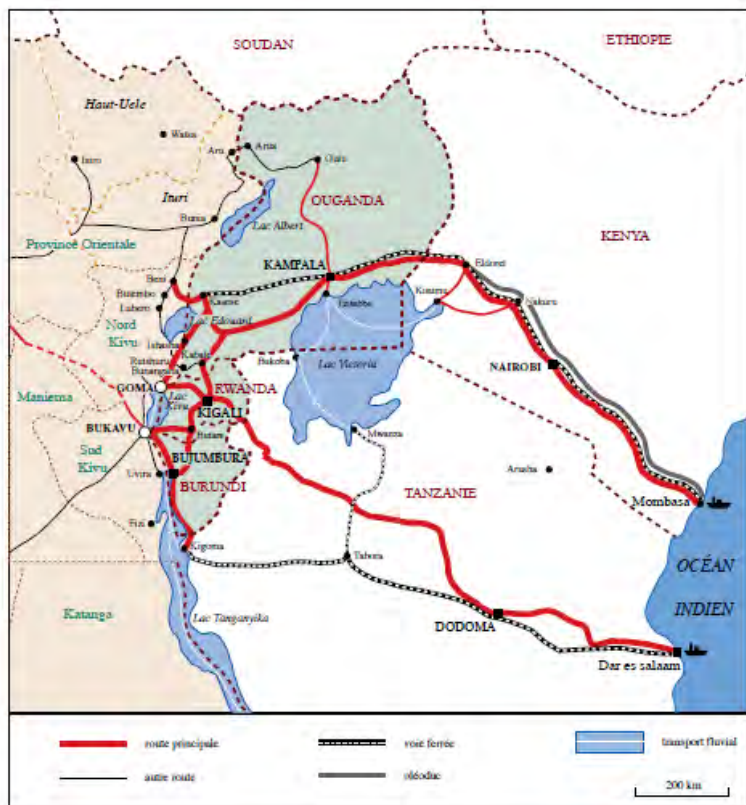 SOUDAN
ETHIOPIE
Haut-Uele
Watsa
Isiro
Aru
Arua
Gulu
Ituri
OUGANDA
Bunia
Lac Albert
KENYA
Province Orientale
KAMPALA
Eldoret
Beni
Butembo
Lubero
Kasese
Entebbe
Kisumu
Nakuru
Nord
Kivu
Lac Edouard
Ishasha
Rutshuru
Kabale
Bunangana
Bukoba
Lac Victoria
NAIROBI
GOMA
RWANDA
Maniema
Lac
Kivu
KIGALI
BUKAVU
Butare
Mwanza
Sud
Kivu
BUJUMBURA
Uvira
BURUNDI
TANZANIE
Arusha
Mombasa
Fizi
Kigoma
Tabora
OCÉAN
INDIEN
Katanga
Lac Tanganyika
DODOMA
Dar es salaam
route principale
voie ferrée
transport fluvial
autre route
oléoduc
200 km